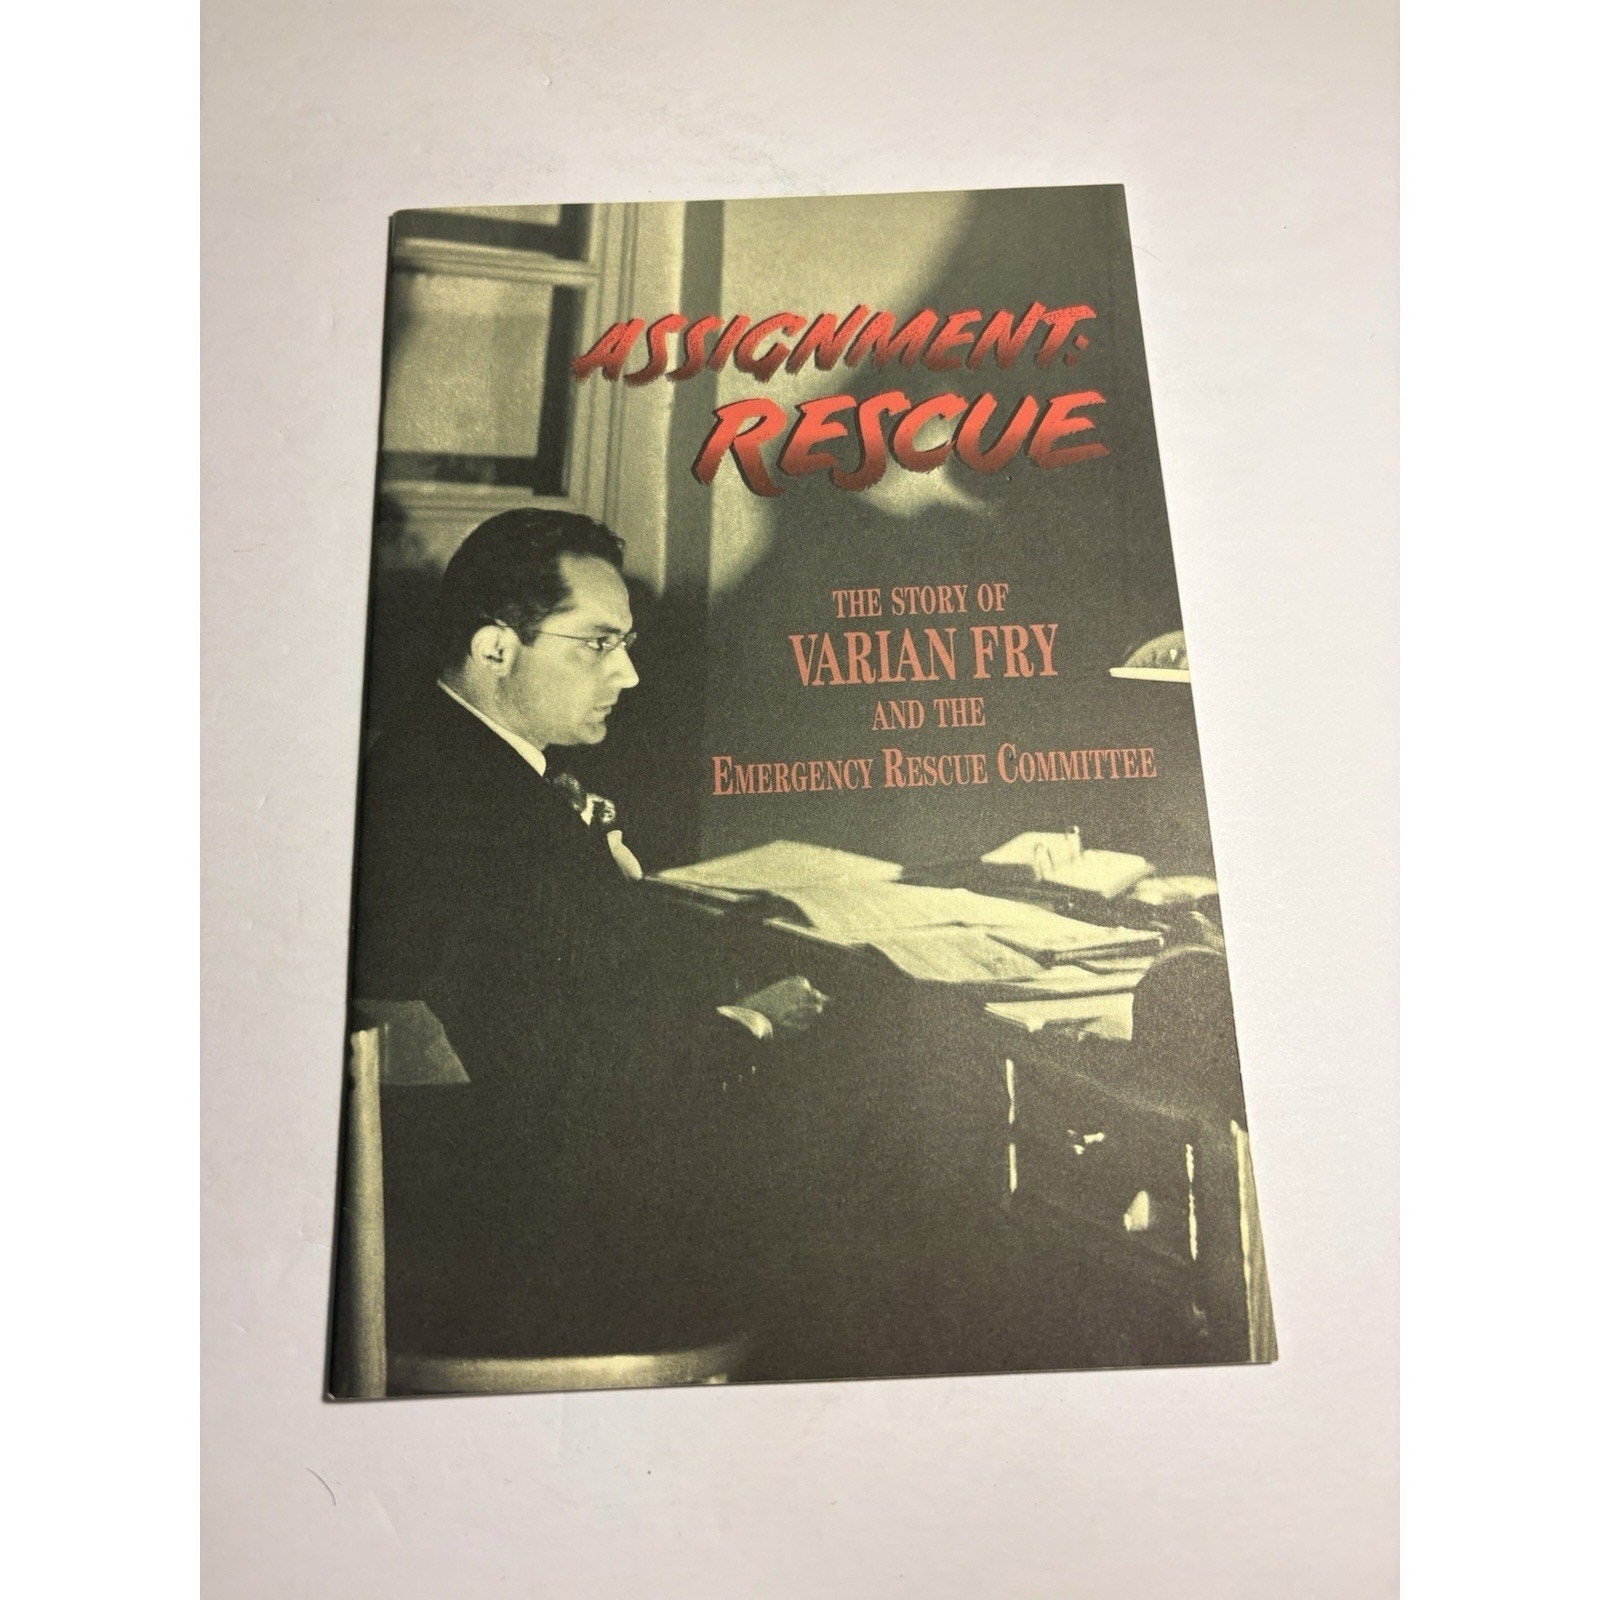 ASSIGNMENT:
RESCUE
THE STORY OF
VARIAN FRY
AND THE
EMERGENCY RESCUE COMMITTEE